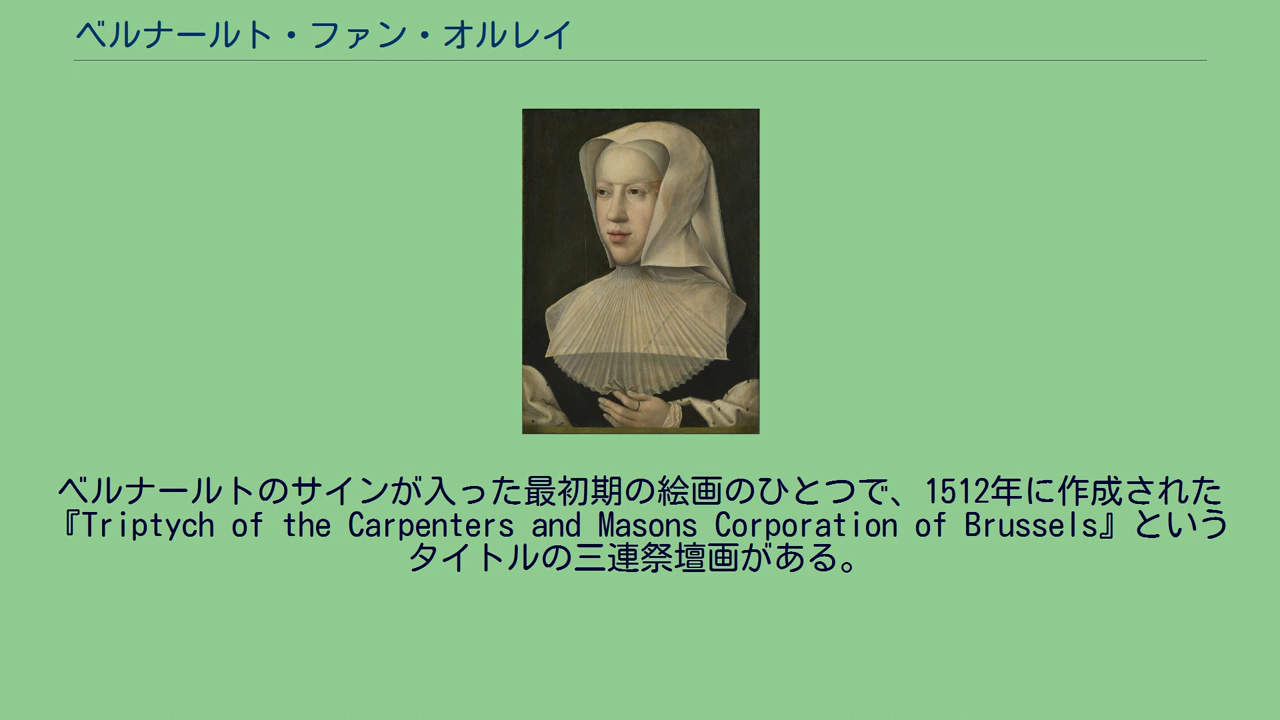 ベルナールト・ファン・オルレイ
ベルナールトのサインが入った最初期の絵画のひとつで、1512年に作成された
『Triptych of the Carpenters and Masons Corporation of Brussels』という
タイトルの三連祭壇画がある。